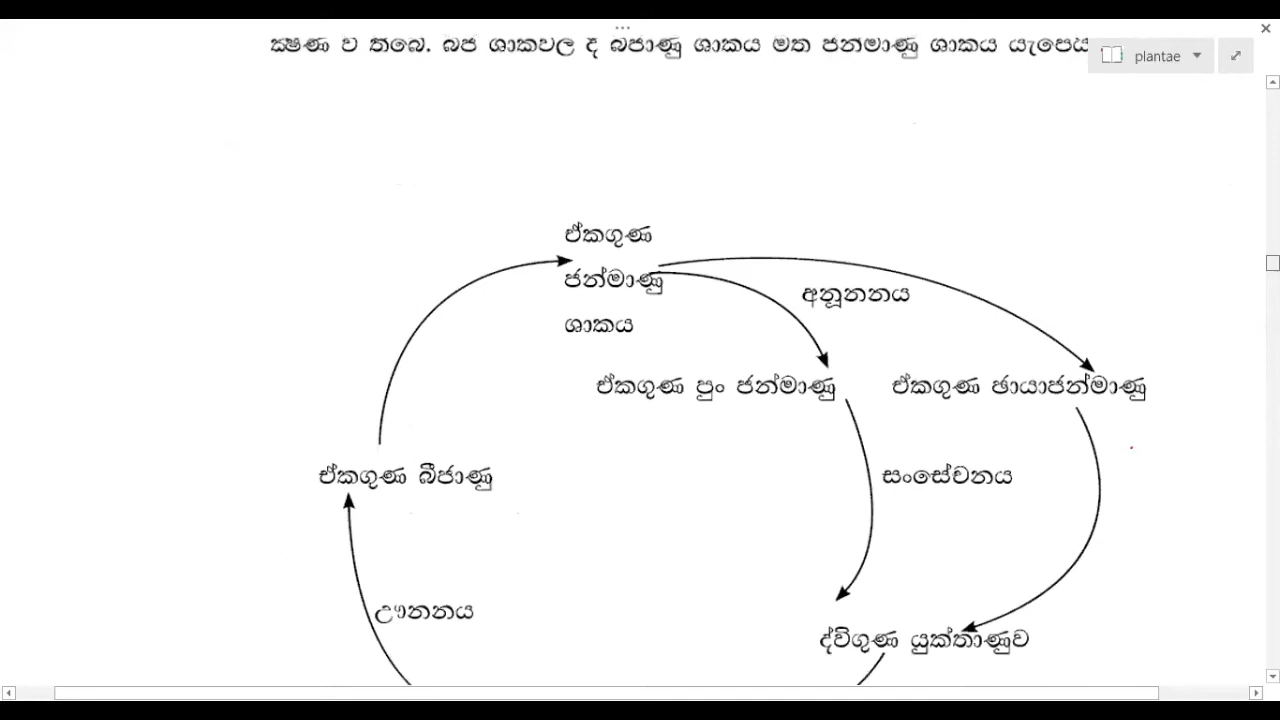 ක්‍ෂණ ව තිබේ. බීජ ශාකවල දී බීජාණු ශාකය මත ජන්මාණු ශාකය
plantae
ඒකගුණ
ජන්මාණු
ශාකය
අනූනනය
ඒකගුණ පුං ජන්මාණු
ඒකගුණ ඡායාජන්මාණු
ඒකගුණ බීජාණු
සංසේචනය
ඌනනය
ද්විගුණ යුක්තාණුව